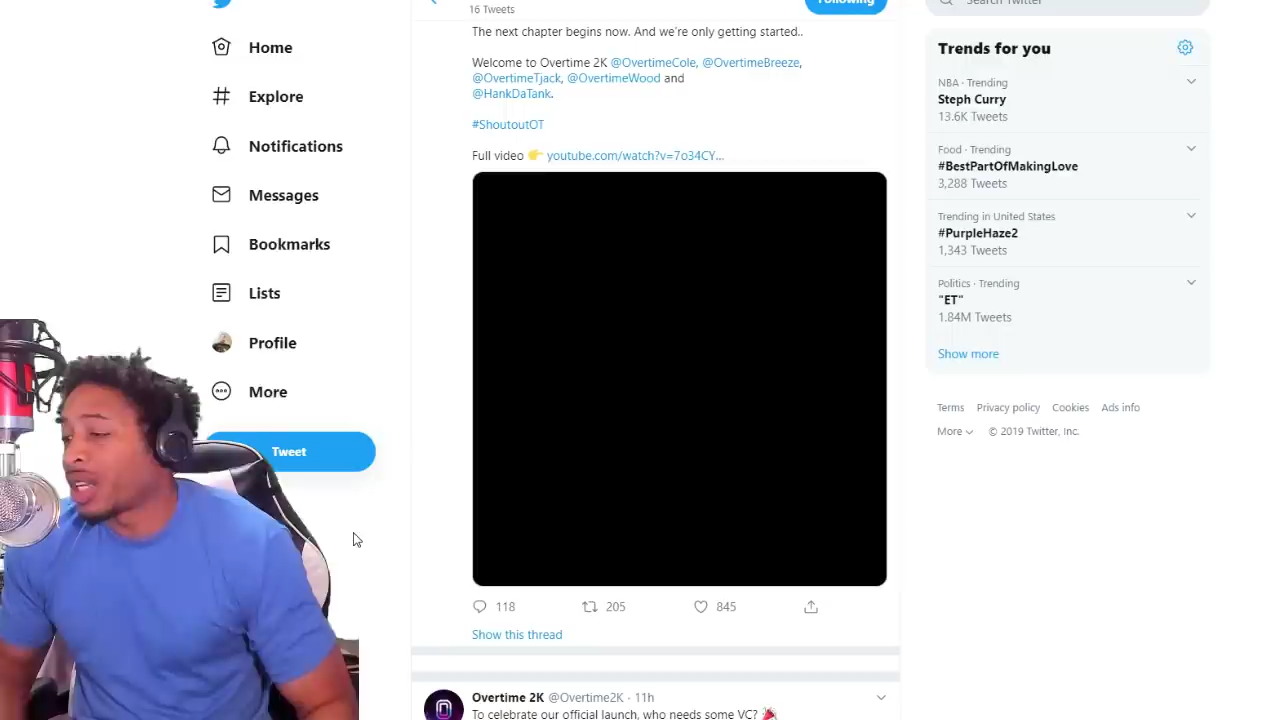 Home
Explore
Notifications
Messages
Bookmarks
Lists
Profile
More
Tweet
16 Tweets
Following
The next chapter begins now. And we're only getting started..
Welcome to Overtime 2K @OvertimeCole, @OvertimeBreeze,
@OvertimeTjack, @OvertimeWood and
@HankDaTank.
#ShoutoutOT
Full video 👉 youtube.com/watch?v=7o34CY...
118 205 845
Show this thread
Overtime 2K @Overtime2K · 11h
To celebrate our official launch, who needs some VC? 🎉
Search Twitter
Trends for you
NBA · Trending
Steph Curry
13.6K Tweets
Food · Trending
#BestPartOfMakingLove
3,288 Tweets
Trending in United States
#PurpleHaze2
1,343 Tweets
Politics · Trending
"ET"
1.84M Tweets
Show more
Terms Privacy policy Cookies Ads info
More © 2019 Twitter, Inc.